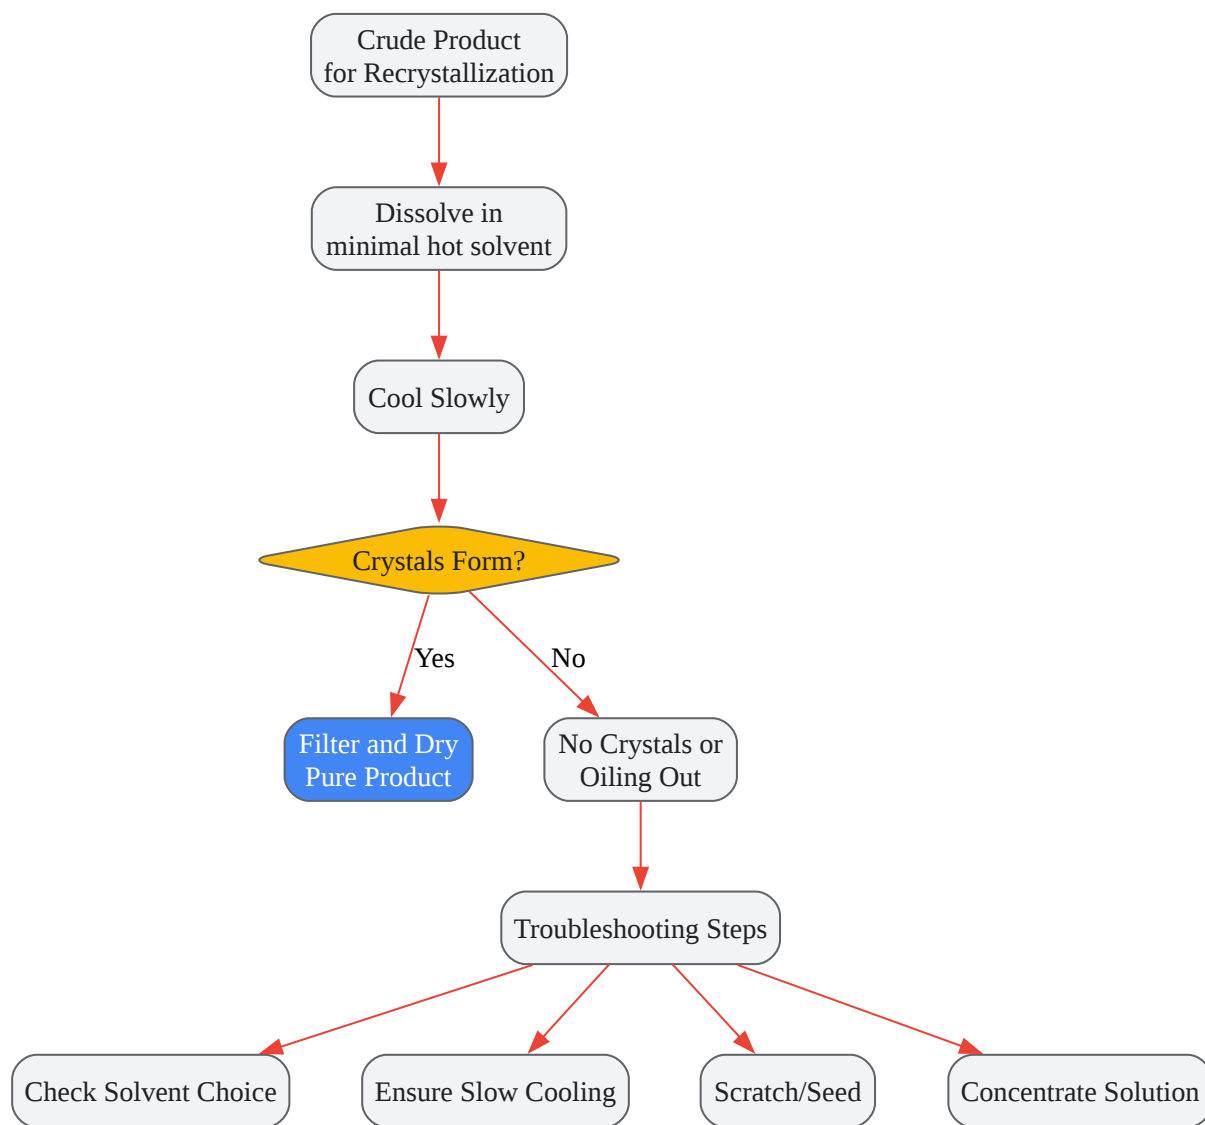 Crude Product
for Recrystallization
Dissolve in
minimal hot solvent
Cool Slowly
Crystals Form?
Yes
No
Filter and Dry
Pure Product
No Crystals or
Oiling Out
Troubleshooting Steps
Check Solvent Choice
Ensure Slow Cooling
Scratch/Seed
Concentrate Solution